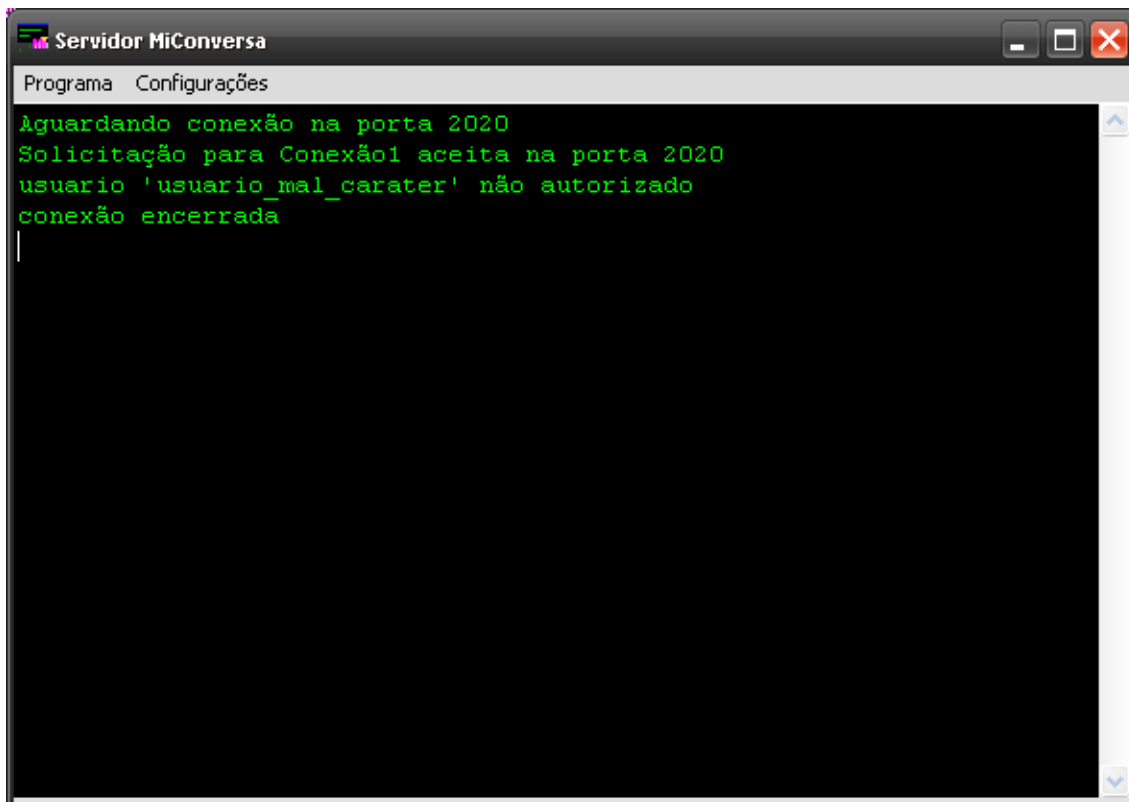 Servidor MiConversa
Programa Configurações
Aguardando conexão na porta 2020
Solicitação para Conexão1 aceita na porta 2020
usuario 'usuario_mal_carater' não autorizado
conexão encerrada